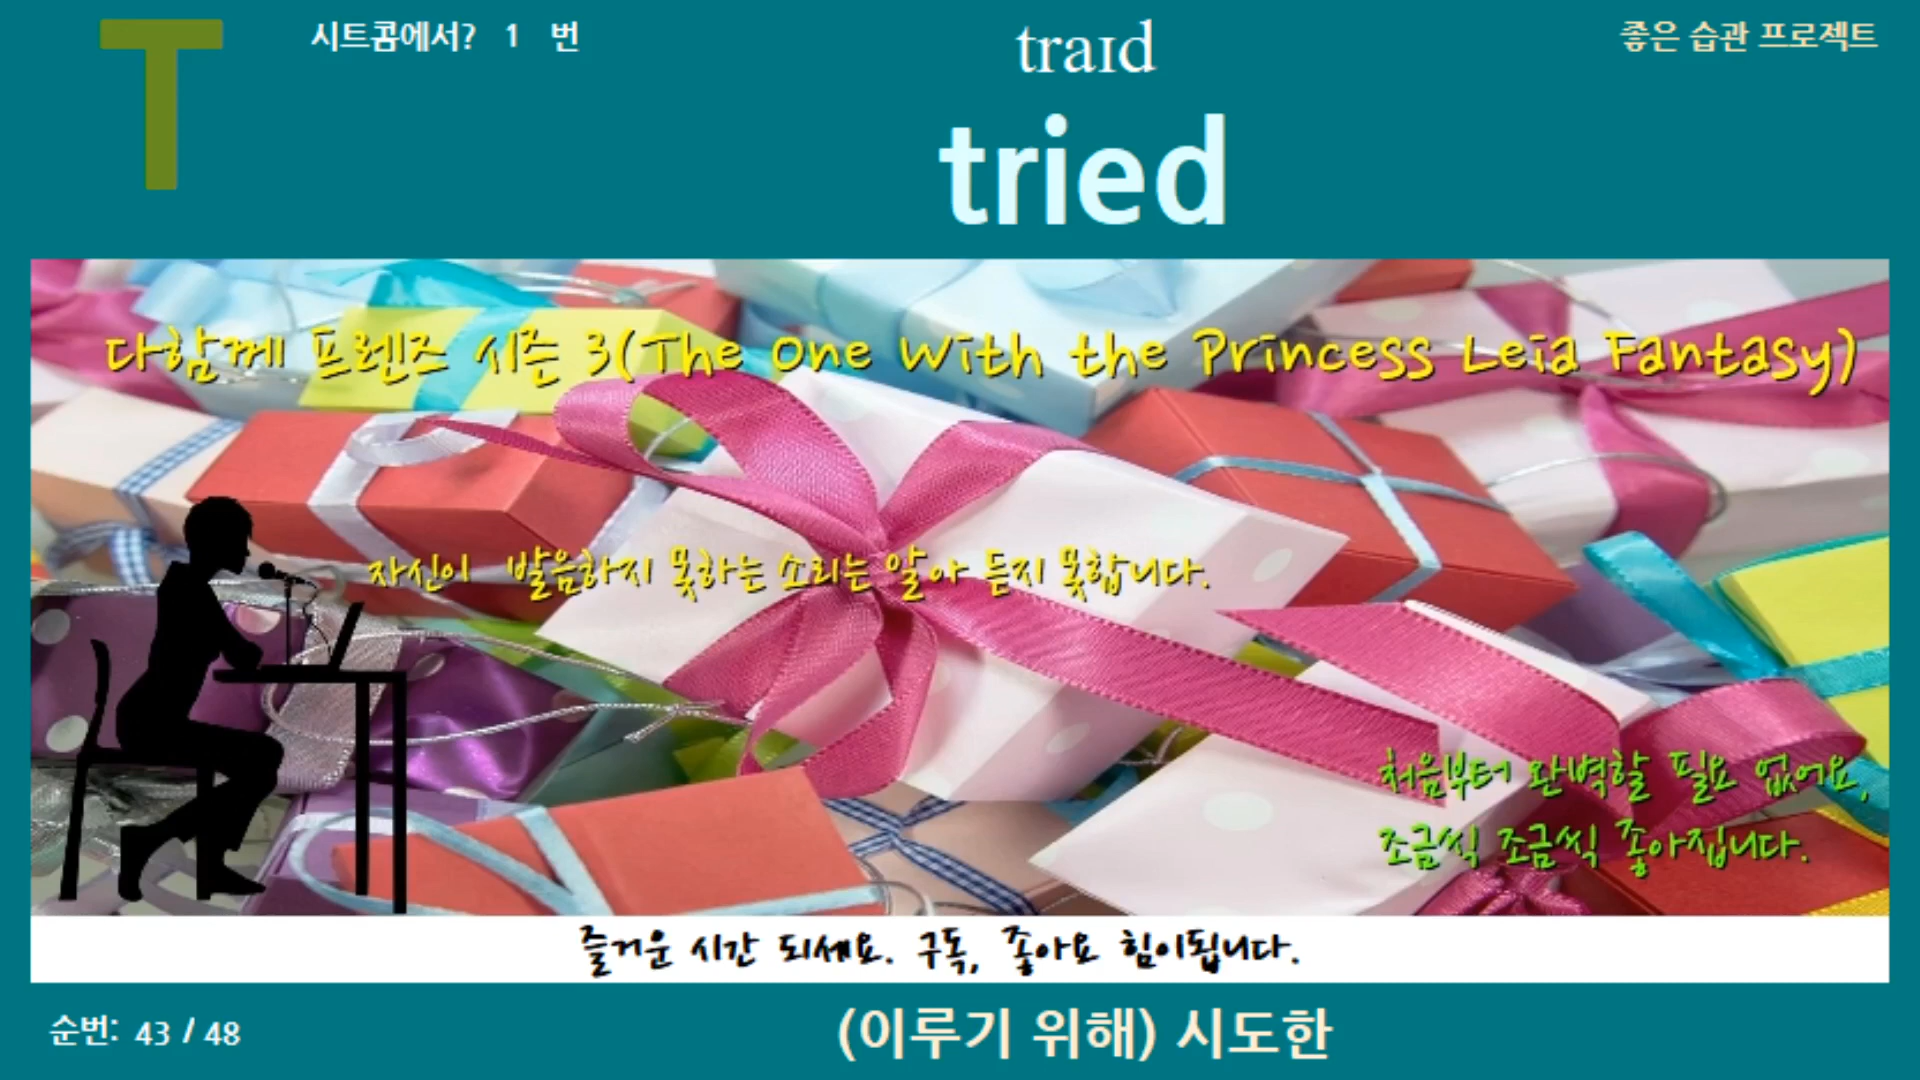 T
시트콤에서? 1 번
traɪd
좋은 습관 프로젝트
tried
다함께 프렌즈 시즌 3(The One With the Princess Leia Fantasy)
자신이 발음하지 못하는 소리는 알아 듣지 못합니다.
처음부터 완벽할 필요 없어요,
조금씩 조금씩 좋아집니다.
즐거운 시간 되세요. 구독, 좋아요 힘이됩니다.
순번: 43 / 48
(이루기 위해) 시도한